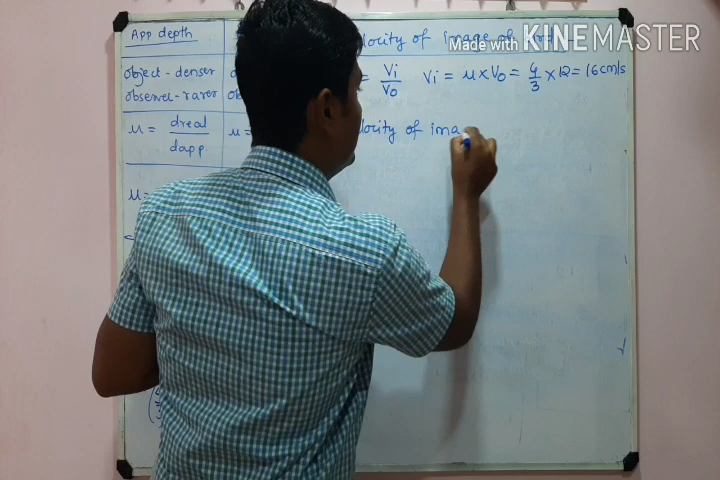 App depth
locity of image of
Made with KINEMASTER
object - denser
observer - rarer
= Vi / Vo Vi = μ × Vo = 4/3 × 12 = 16 cm/s
μ = dreal / dapp
μ =
locity of ima
μ =